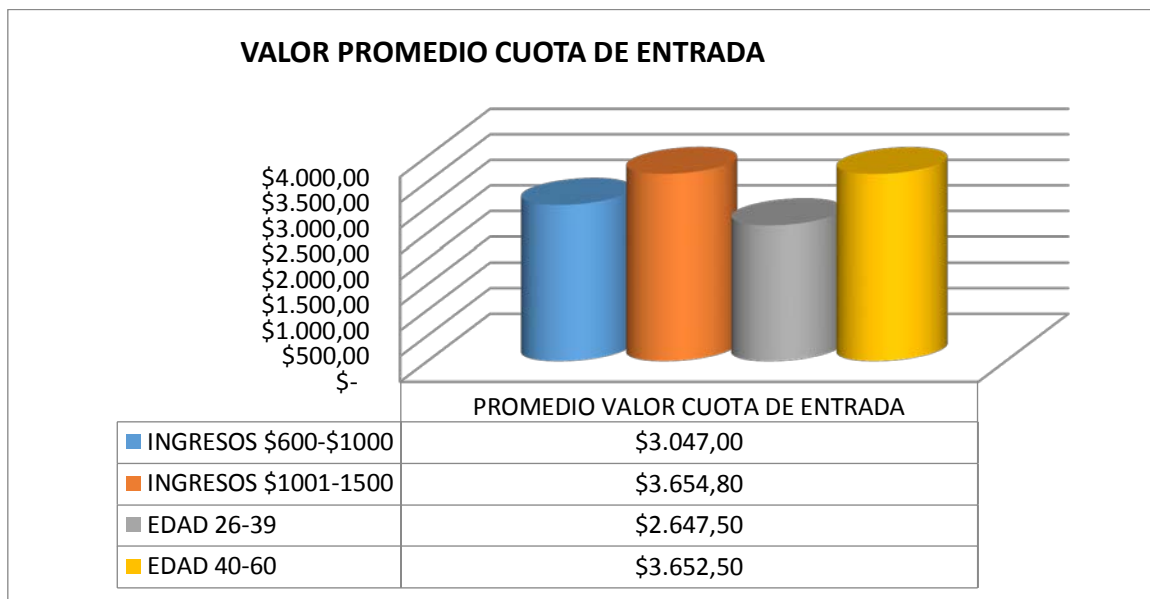 VALOR PROMEDIO CUOTA DE ENTRADA
$4.000,00
$3.500,00
$3.000,00
$2.500,00
$2.000,00
$1.500,00
$1.000,00
$500,00
$-
PROMEDIO VALOR CUOTA DE ENTRADA
INGRESOS $600-$1000 $3.047,00
INGRESOS $1001-1500 $3.654,80
EDAD 26-39 $2.647,50
EDAD 40-60 $3.652,50